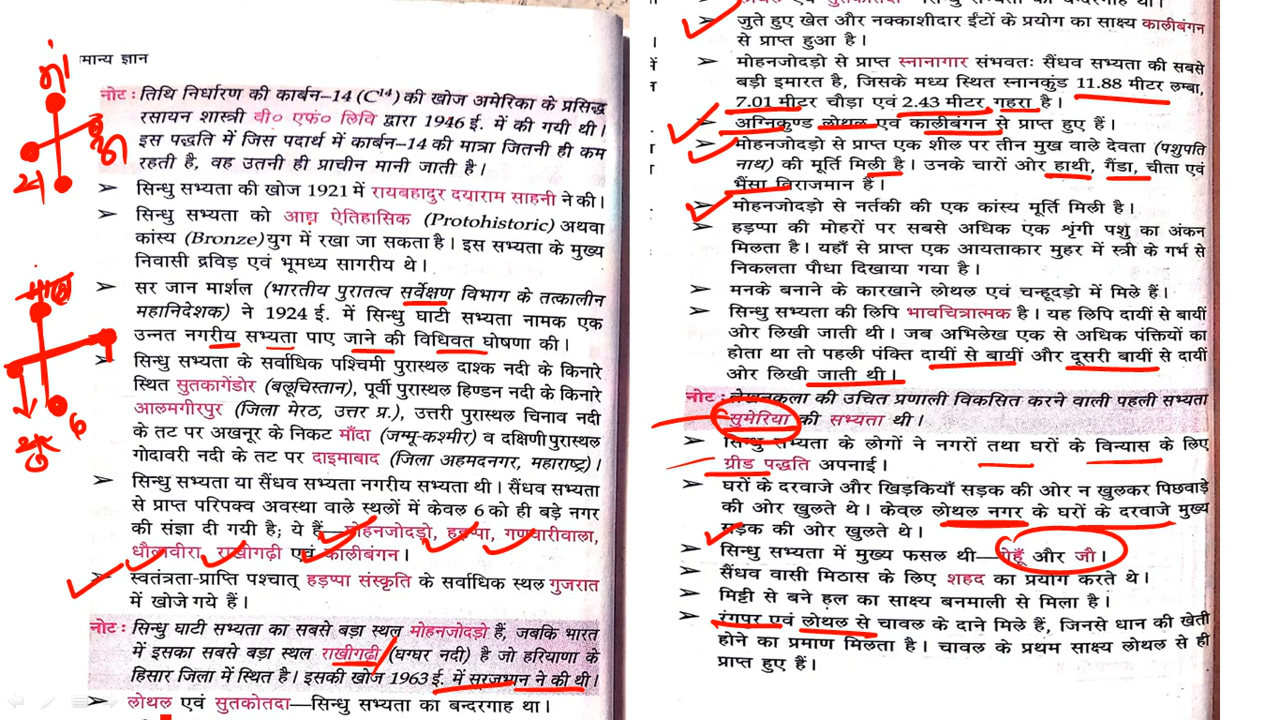 मान्य ज्ञान
नोट : तिथि निर्धारण की कार्बन–14 (C¹⁴) की खोज अमेरिका के प्रसिद्ध
रसायन शास्त्री वी० एफ० लिवि द्वारा 1946 ई. में की गयी थी।
इस पद्धति में जिस पदार्थ में कार्बन–14 की मात्रा जितनी ही कम
रहती है, वह उतनी ही प्राचीन मानी जाती है।
➢ सिन्धु सभ्यता की खोज 1921 में रायबहादुर दयाराम साहनी ने की।
➢ सिन्धु सभ्यता को आद्य ऐतिहासिक (Protohistoric) अथवा
कांस्य (Bronze) युग में रखा जा सकता है। इस सभ्यता के मुख्य
निवासी द्रविड़ एवं भूमध्य सागरीय थे।
➢ सर जान मार्शल (भारतीय पुरातत्व सर्वेक्षण विभाग के तत्कालीन
महानिदेशक) ने 1924 ई. में सिन्धु घाटी सभ्यता नामक एक
उन्नत नगरीय सभ्यता पाए जाने की विधिवत घोषणा की।
➢ सिन्धु सभ्यता के सर्वाधिक पश्चिमी पुरास्थल दाश्क नदी के किनारे
स्थित सुतकागेंडोर (बलूचिस्तान), पूर्वी पुरास्थल हिण्डन नदी के किनारे
आलमगीरपुर (जिला मेरठ, उत्तर प्र.), उत्तरी पुरास्थल चिनाव नदी
के तट पर अखनूर के निकट माँदा (जम्मू-कश्मीर) व दक्षिणी पुरास्थल
गोदावरी नदी के तट पर दाइमाबाद (जिला अहमदनगर, महाराष्ट्र)।
➢ सिन्धु सभ्यता या सैंधव सभ्यता नगरीय सभ्यता थी। सैंधव सभ्यता
से प्राप्त परिपक्व अवस्था वाले स्थलों में केवल 6 को ही बड़े नगर
की संज्ञा दी गयी है; ये हैं—मोहनजोदड़ो, हड़प्पा, गणवारीवाला,
धौलावीरा, राखीगढ़ी एवं कालीबंगन।
➢ स्वतंत्रता-प्राप्ति पश्चात् हड़प्पा संस्कृति के सर्वाधिक स्थल गुजरात
में खोजे गये हैं।
नोट : सिन्धु घाटी सभ्यता का सबसे बड़ा स्थल मोहनजोदड़ो हैं, जबकि भारत
में इसका सबसे बड़ा स्थल राखीगढ़ी (घग्घर नदी) है जो हरियाणा के
हिसार जिला में स्थित है। इसकी खोज 1963 ई. में सूरजभान ने की थी।
➢ लोथल एवं सुतकोतदा—सिन्धु सभ्यता का बन्दरगाह था।
➢ जुते हुए खेत और नक्काशीदार ईंटों के प्रयोग का साक्ष्य कालीबंगन
से प्राप्त हुआ है।
➢ मोहनजोदड़ो से प्राप्त स्नानागार संभवतः सैंधव सभ्यता की सबसे
बड़ी इमारत है, जिसके मध्य स्थित स्नानकुंड 11.88 मीटर लम्बा,
7.01 मीटर चौड़ा एवं 2.43 मीटर गहरा है।
➢ अग्निकुण्ड लोथल एवं कालीबंगन से प्राप्त हुए हैं।
➢ मोहनजोदड़ो से प्राप्त एक शील पर तीन मुख वाले देवता (पशुपति
नाथ) की मूर्ति मिली है। उनके चारों ओर हाथी, गैंडा, चीता एवं
भैंसा विराजमान है।
➢ मोहनजोदड़ो से नर्तकी की एक कांस्य मूर्ति मिली है।
➢ हड़प्पा की मोहरों पर सबसे अधिक एक श्रृंगी पशु का अंकन
मिलता है। यहाँ से प्राप्त एक आयताकार मुहर में स्त्री के गर्भ से
निकलता पौधा दिखाया गया है।
➢ मनके बनाने के कारखाने लोथल एवं चन्हूदड़ो में मिले हैं।
➢ सिन्धु सभ्यता की लिपि भावचित्रात्मक है। यह लिपि दायीं से बायीं
ओर लिखी जाती थी। जब अभिलेख एक से अधिक पंक्तियों का
होता था तो पहली पंक्ति दायीं से बायीं और दूसरी बायीं से दायीं
ओर लिखी जाती थी।
नोट : लेखनकला की उचित प्रणाली विकसित करने वाली पहली सभ्यता
सुमेरिया की सभ्यता थी।
➢ सिन्धु सभ्यता के लोगों ने नगरों तथा घरों के विन्यास के लिए
ग्रीड पद्धति अपनाई।
➢ घरों के दरवाजे और खिड़कियाँ सड़क की ओर न खुलकर पिछवाड़े
की ओर खुलते थे। केवल लोथल नगर के घरों के दरवाजे मुख्य
सड़क की ओर खुलते थे।
➢ सिन्धु सभ्यता में मुख्य फसल थी—गेहूँ और जौ।
➢ सैंधव वासी मिठास के लिए शहद का प्रयोग करते थे।
➢ मिट्टी से बने हल का साक्ष्य बनमाली से मिला है।
➢ रंगपुर एवं लोथल से चावल के दाने मिले हैं, जिनसे धान की खेती
होने का प्रमाण मिलता है। चावल के प्रथम साक्ष्य लोथल से ही
प्राप्त हुए हैं।